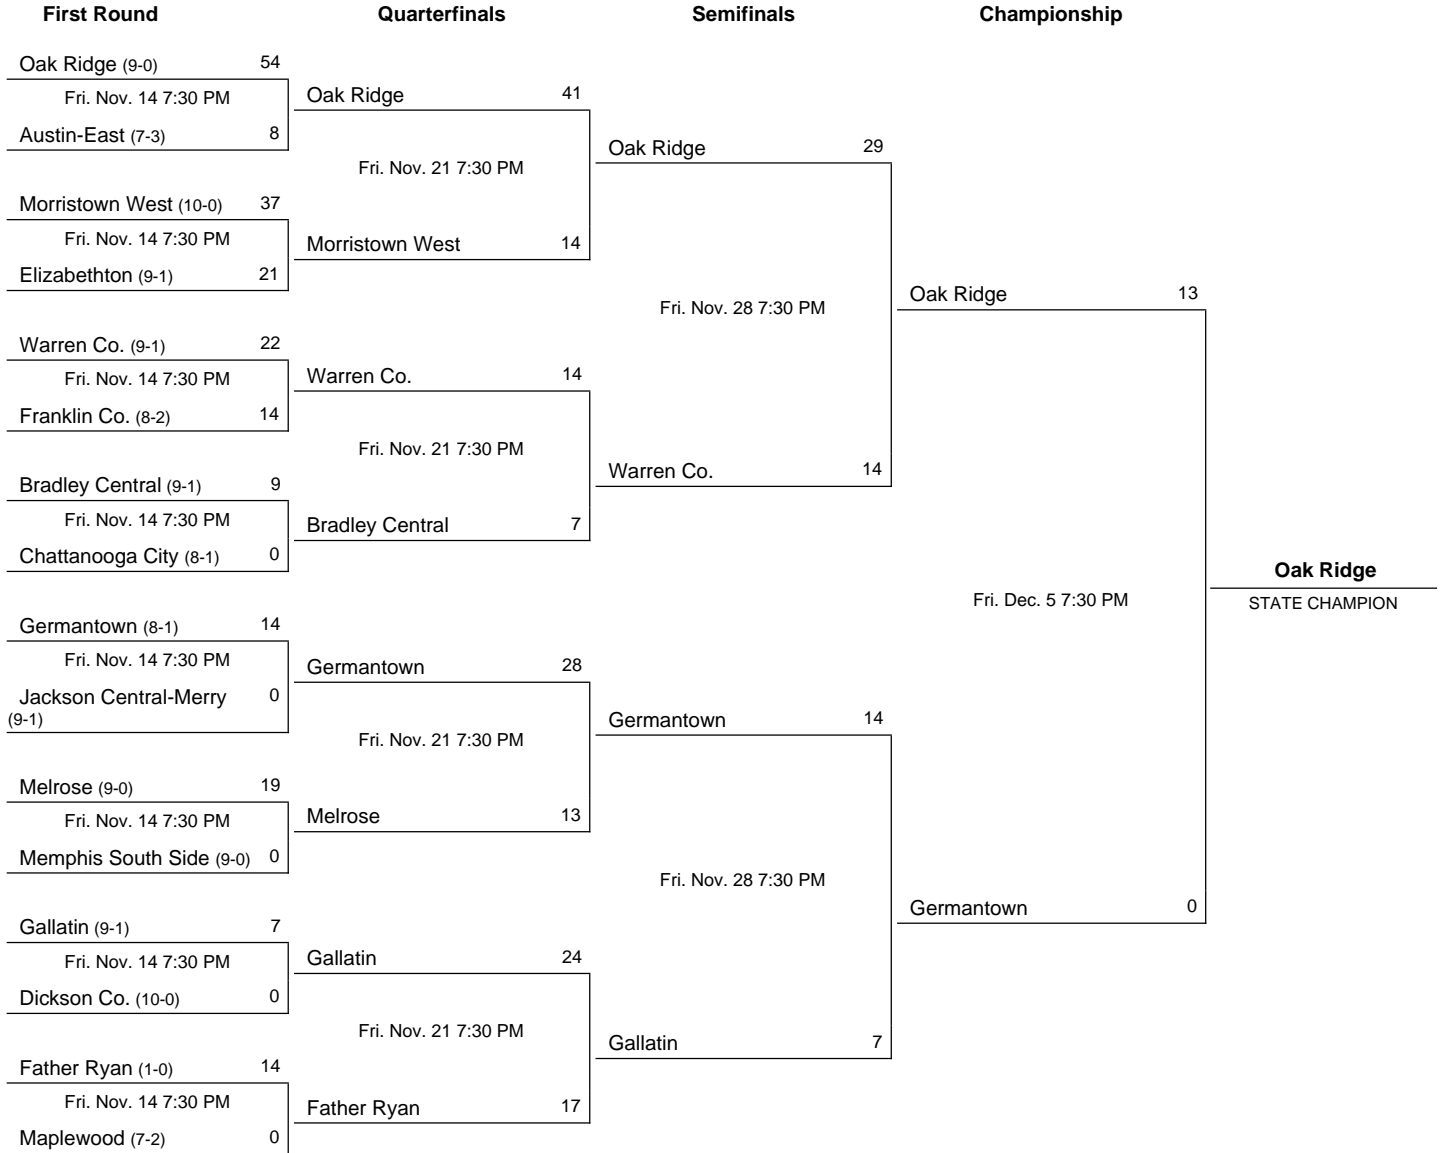 First Round
Quarterfinals
Semifinals
Championship
Oak Ridge (9-0) 54
Fri. Nov. 14 7:30 PM
Austin-East (7-3) 8
Morristown West (10-0) 37
Fri. Nov. 14 7:30 PM
Elizabethton (9-1) 21
Warren Co. (9-1) 22
Fri. Nov. 14 7:30 PM
Franklin Co. (8-2) 14
Bradley Central (9-1) 9
Fri. Nov. 14 7:30 PM
Chattanooga City (8-1) 0
Germantown (8-1) 14
Fri. Nov. 14 7:30 PM
Jackson Central-Merry 0
(9-1)
Melrose (9-0) 19
Fri. Nov. 14 7:30 PM
Memphis South Side (9-0) 0
Gallatin (9-1) 7
Fri. Nov. 14 7:30 PM
Dickson Co. (10-0) 0
Father Ryan (1-0) 14
Fri. Nov. 14 7:30 PM
Maplewood (7-2) 0
Oak Ridge 41
Fri. Nov. 21 7:30 PM
Morristown West 14
Warren Co. 14
Fri. Nov. 21 7:30 PM
Bradley Central 7
Germantown 28
Fri. Nov. 21 7:30 PM
Melrose 13
Gallatin 24
Fri. Nov. 21 7:30 PM
Father Ryan 17
Oak Ridge 29
Fri. Nov. 28 7:30 PM
Warren Co. 14
Germantown 14
Fri. Nov. 28 7:30 PM
Gallatin 7
Oak Ridge 13
Fri. Dec. 5 7:30 PM
Germantown 0
Oak Ridge
STATE CHAMPION